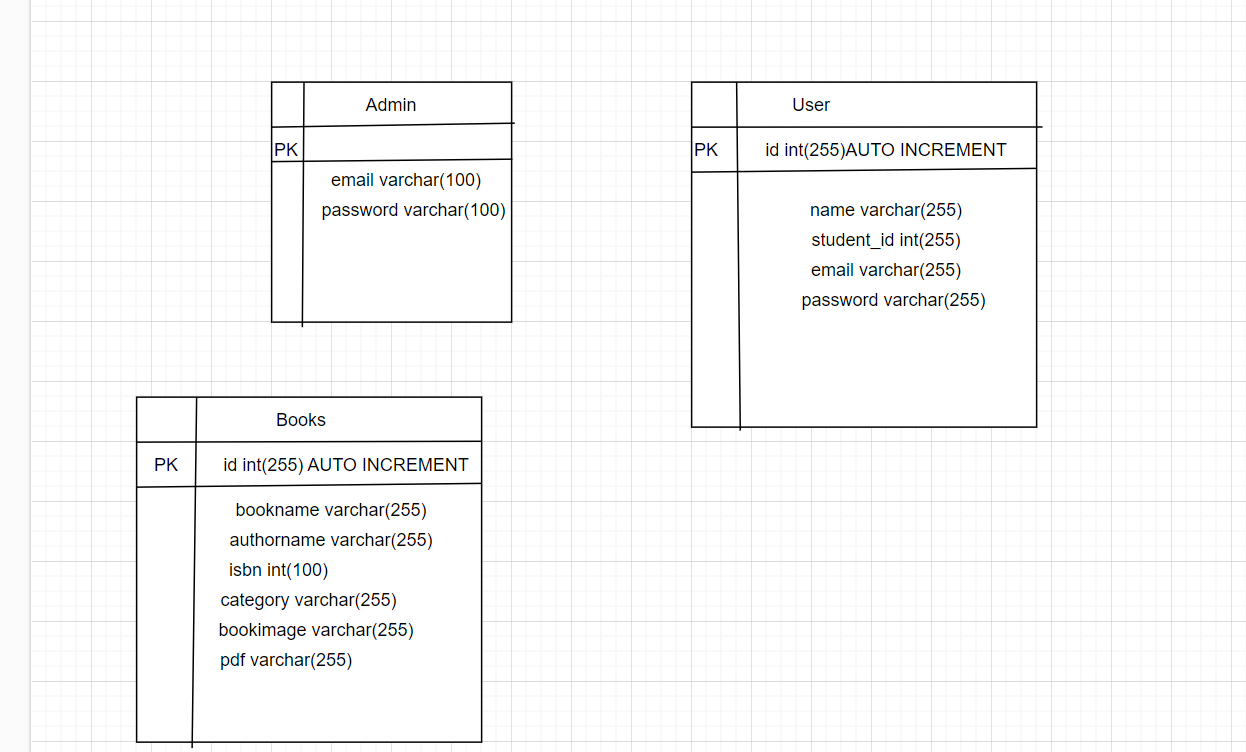 Admin
PK
email varchar(100)
password varchar(100)
User
PK id int(255)AUTO INCREMENT
name varchar(255)
student_id int(255)
email varchar(255)
password varchar(255)
Books
PK id int(255) AUTO INCREMENT
bookname varchar(255)
authorname varchar(255)
isbn int(100)
category varchar(255)
bookimage varchar(255)
pdf varchar(255)